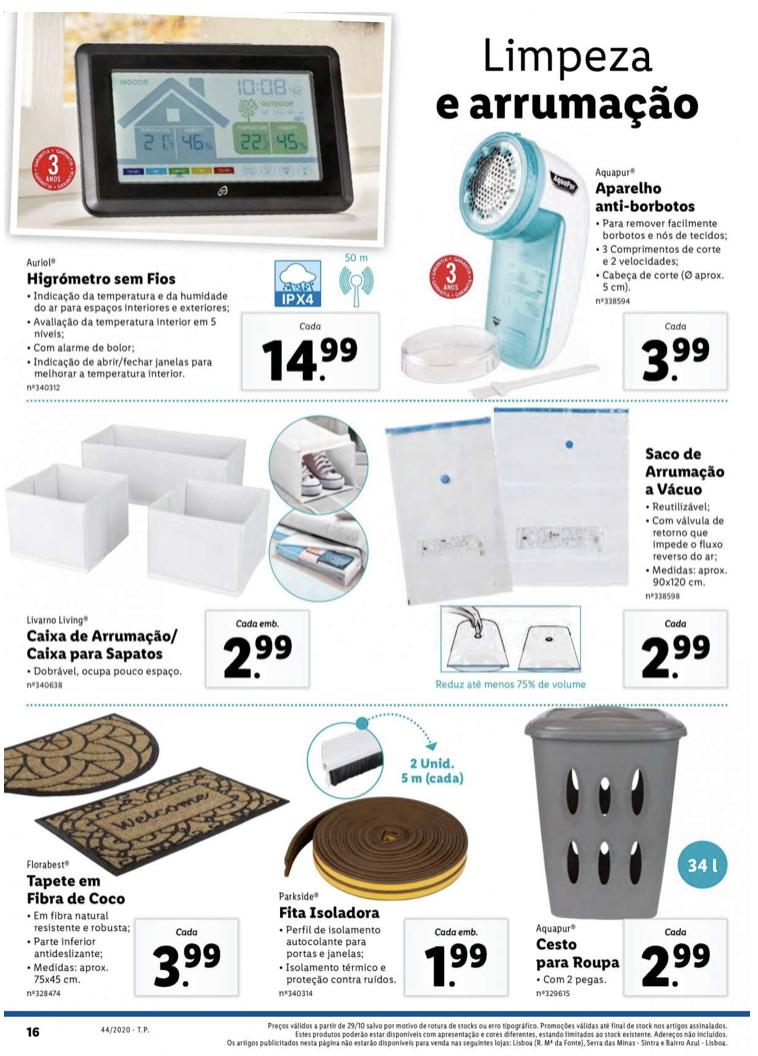 Limpeza
e arrumação
INDOOR
10:08 42
OUTDOOR
TEMPERATURE
HUMIDITY
21.
46%
22.
45%
GARANTIA
3
ANOS
Auriol®
Higrómetro sem Fios
• Indicação da temperatura e da humidade
do ar para espaços interiores e exteriores;
• Avaliação da temperatura interior em 5
níveis;
• Com alarme de bolor;
• Indicação de abrir/fechar janelas para
melhorar a temperatura interior.
nº340312
IPX4
50 m
Cada
14.99
AquaPur
GARANTIA
3
ANOS
Aquapur®
Aparelho
anti-borbotos
• Para remover facilmente
borbotos e nós de tecidos;
• 3 Comprimentos de corte
e 2 velocidades;
• Cabeça de corte (Ø aprox.
5 cm).
nº338594
Cada
3.99
Livarno Living®
Caixa de Arrumação/
Caixa para Sapatos
• Dobrável, ocupa pouco espaço.
nº340638
Cada emb.
2.99
Saco de
Arrumação
a Vácuo
• Reutilizável;
• Com válvula de
retorno que
impede o fluxo
reverso do ar;
• Medidas: aprox.
90x120 cm.
nº338598
Reduz até menos 75% de volume
Cada
2.99
Welcome
Florabest®
Tapete em
Fibra de Coco
• Em fibra natural
resistente e robusta;
• Parte inferior
antideslizante;
• Medidas: aprox.
75x45 cm.
nº328474
Cada
3.99
2 Unid.
5 m (cada)
Parkside®
Fita Isoladora
• Perfil de isolamento
autocolante para
portas e janelas;
• Isolamento térmico e
proteção contra ruídos.
nº340314
Cada emb.
1.99
34 l
Aquapur®
Cesto
para Roupa
• Com 2 pegas.
nº329615
Cada
2.99
16
44/2020 - T.P.
Preços válidos a partir de 29/10 salvo por motivo de rotura de stocks ou erro tipográfico. Promoções válidas até final de stock nos artigos assinalados.
Estes produtos poderão estar disponíveis com apresentação e cores diferentes, estando limitados ao stock existente. Adereços não incluídos.
Os artigos publicitados nesta página não estarão disponíveis para venda nas seguintes lojas: Lisboa (R. Mª da Fonte), Serra das Minas - Sintra e Bairro Azul - Lisboa.